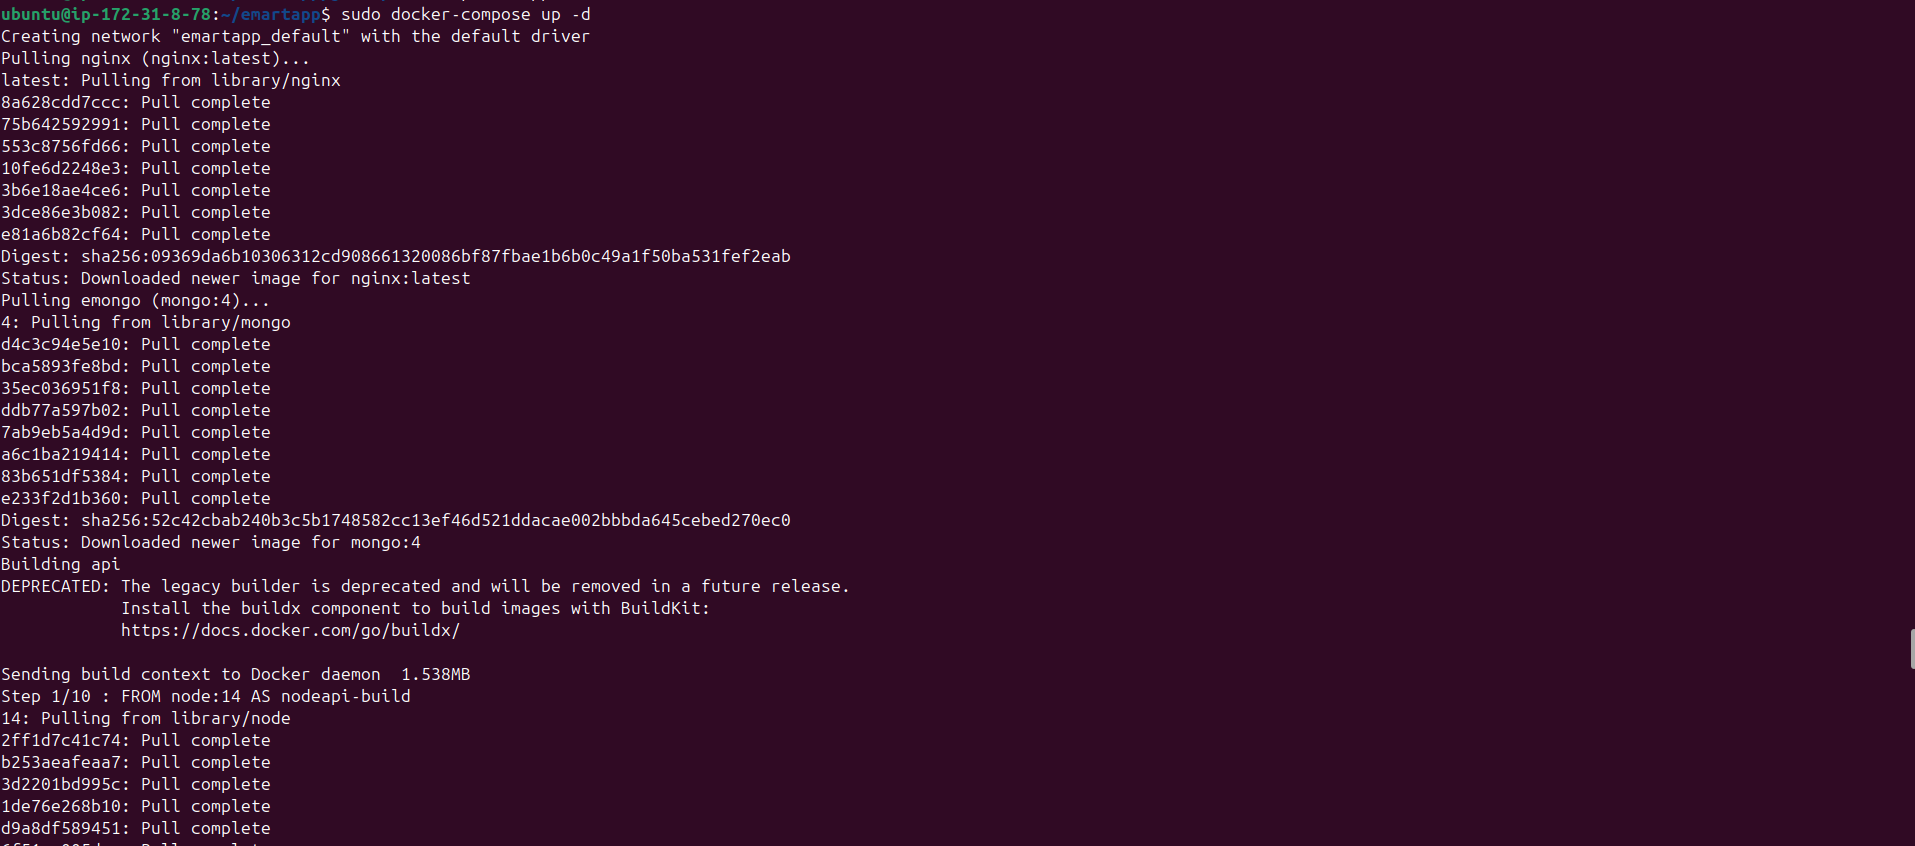 ubuntu@ip-172-31-8-78:~/emartapp$ sudo docker-compose up -d
Creating network "emartapp_default" with the default driver
Pulling nginx (nginx:latest)...
latest: Pulling from library/nginx
8a628cdd7ccc: Pull complete
75b642592991: Pull complete
553c8756fd66: Pull complete
10fe6d2248e3: Pull complete
3b6e18ae4ce6: Pull complete
3dce86e3b082: Pull complete
e81a6b82cf64: Pull complete
Digest: sha256:09369da6b10306312cd908661320086bf87fbae1b6b0c49a1f50ba531fef2eab
Status: Downloaded newer image for nginx:latest
Pulling emongo (mongo:4)...
4: Pulling from library/mongo
d4c3c94e5e10: Pull complete
bca5893fe8bd: Pull complete
35ec036951f8: Pull complete
ddb77a597b02: Pull complete
7ab9eb5a4d9d: Pull complete
a6c1ba219414: Pull complete
83b651df5384: Pull complete
e233f2d1b360: Pull complete
Digest: sha256:52c42cbab240b3c5b1748582cc13ef46d521ddacae002bbbda645cebed270ec0
Status: Downloaded newer image for mongo:4
Building api
DEPRECATED: The legacy builder is deprecated and will be removed in a future release.
Install the buildx component to build images with BuildKit:
https://docs.docker.com/go/buildx/
Sending build context to Docker daemon  1.538MB
Step 1/10 : FROM node:14 AS nodeapi-build
14: Pulling from library/node
2ff1d7c41c74: Pull complete
b253aeafeaa7: Pull complete
3d2201bd995c: Pull complete
1de76e268b10: Pull complete
d9a8df589451: Pull complete